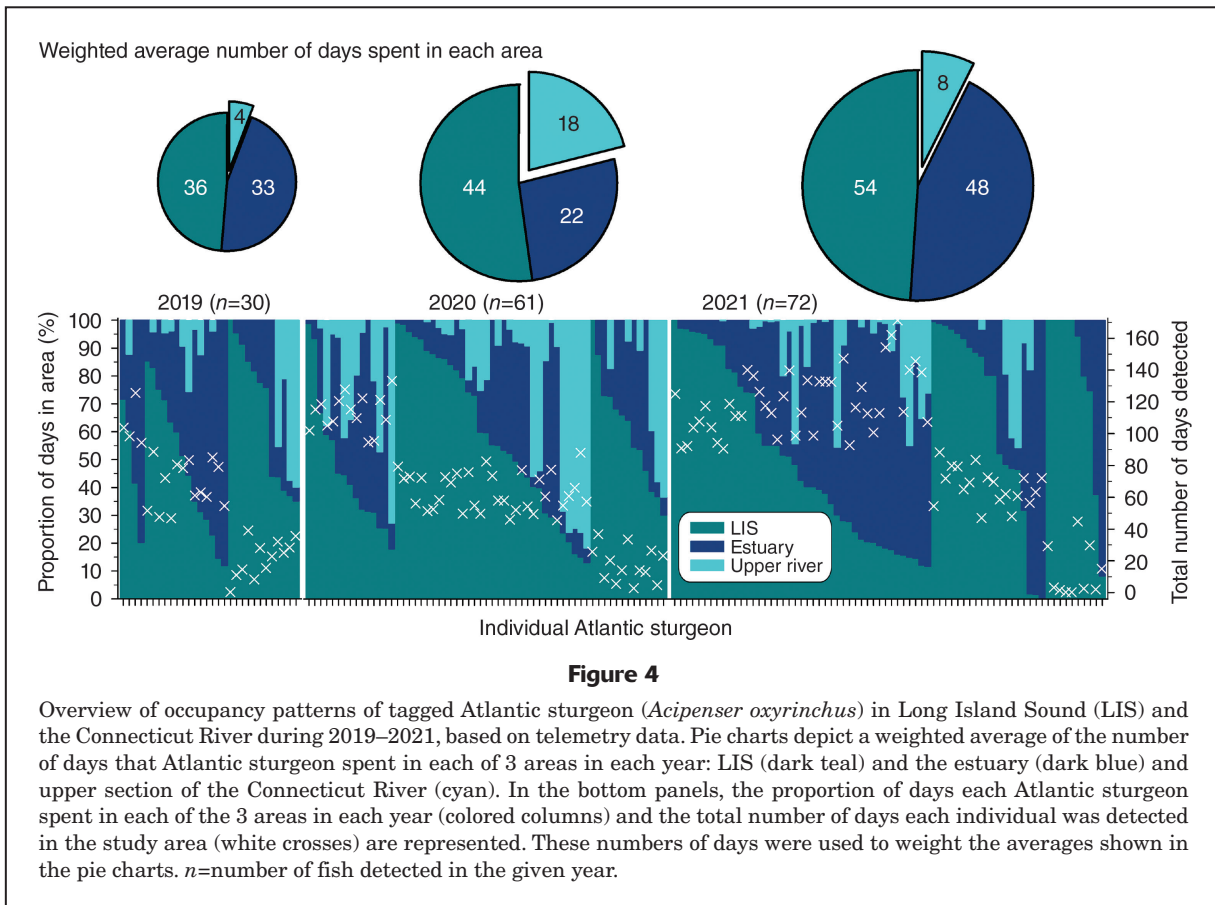 Weighted average number of days spent in each area
4
36
33
18
44
22
8
54
48
2019 (n=30)
2020 (n=61)
2021 (n=72)
Proportion of days in area (%)
100
90
80
70
60
50
40
30
20
10
0
LIS
Estuary
Upper river
160
140
120
100
80
60
40
20
0
Total number of days detected
Individual Atlantic sturgeon
Figure 4
Overview of occupancy patterns of tagged Atlantic sturgeon (Acipenser oxyrinchus) in Long Island Sound (LIS) and
the Connecticut River during 2019–2021, based on telemetry data. Pie charts depict a weighted average of the number
of days that Atlantic sturgeon spent in each of 3 areas in each year: LIS (dark teal) and the estuary (dark blue) and
upper section of the Connecticut River (cyan). In the bottom panels, the proportion of days each Atlantic sturgeon
spent in each of the 3 areas in each year (colored columns) and the total number of days each individual was detected
in the study area (white crosses) are represented. These numbers of days were used to weight the averages shown in
the pie charts. n=number of fish detected in the given year.